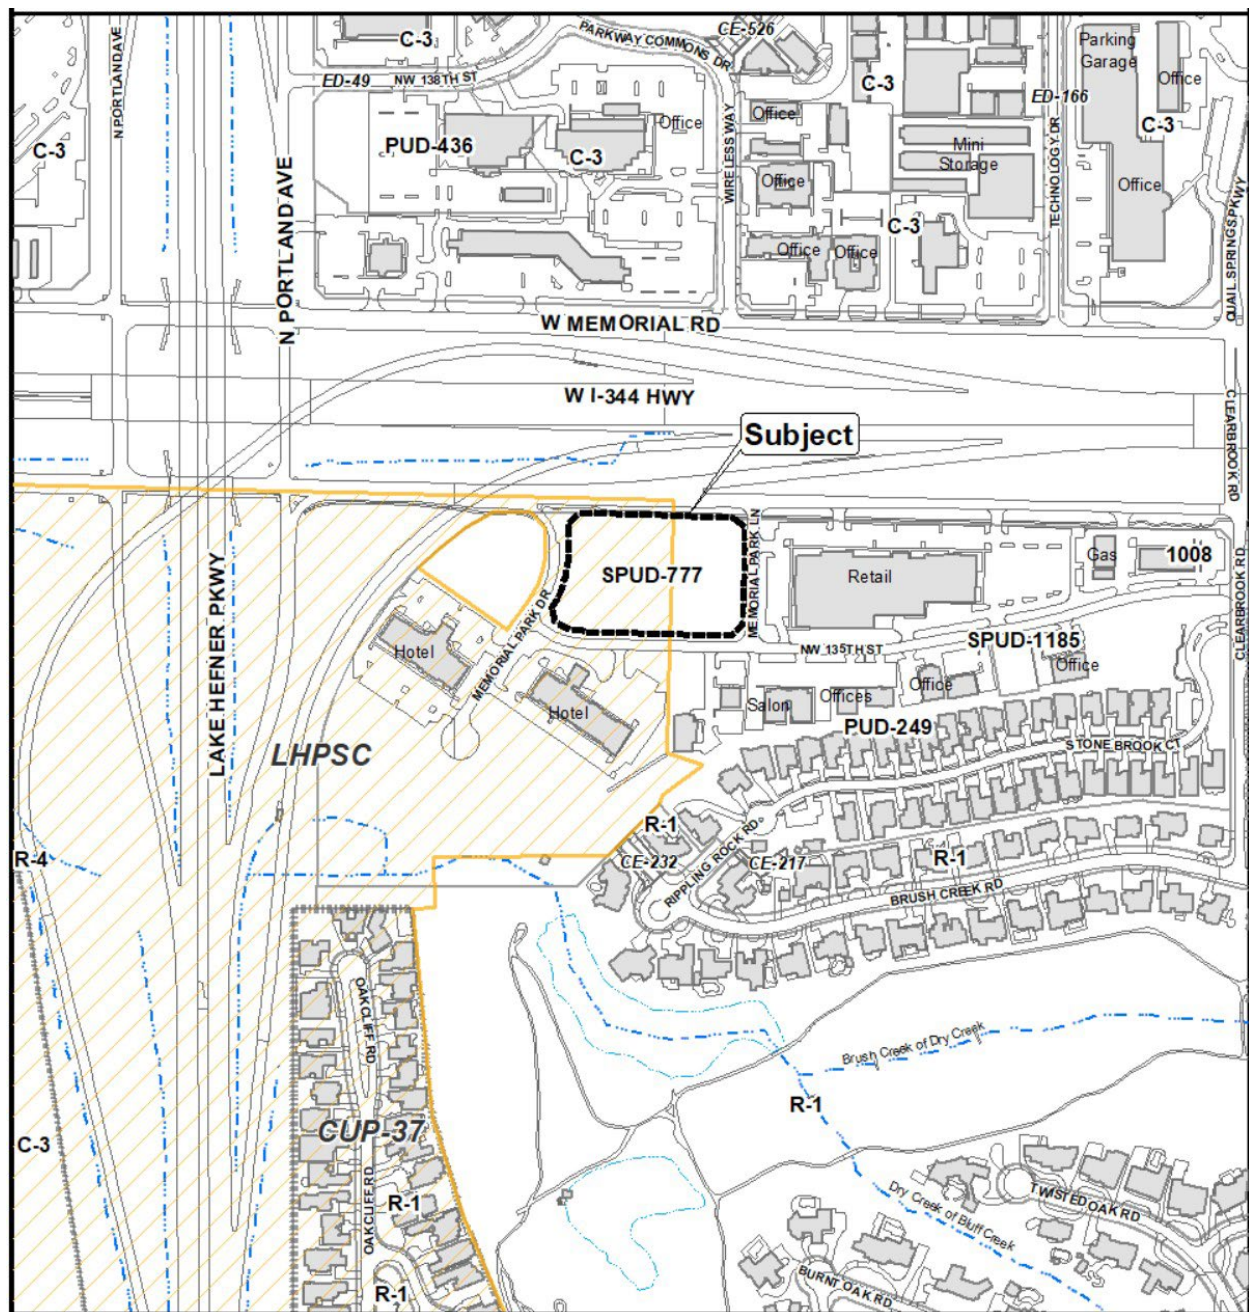 CE-526
PARKWAY COMMONS DR
N PORTLAND AVE
C-3
Parking
Garage
ED-49
NW 138TH ST
C-3
Office
ED-166
Office
Office
C-3
C-3
PUD-436
C-3
WIRELESS WAY
Mini
Storage
TECHNOLOGY DR
Office
Office
QUAIL SPRINGS PKWY
N PORTLAND AVE
C-3
Office
Office
W MEMORIAL RD
W I-344 HWY
CLEARBROOK RD
Subject
MEMORIAL PARK LN
Gas
1008
SPUD-777
Retail
CLEARBROOK RD
MEMORIAL PARK DR
Hotel
NW 135TH ST
SPUD-1185
Office
Office
Offices
Salon
Hotel
PUD-249
LAKE HEFNER PKWY
STONE BROOK CT
LHPSC
R-1
R-4
CE-232
RIPPLING ROCK RD
CE-217
R-1
BRUSH CREEK RD
OAKCLIFF RD
Brush Creek of Dry Creek
R-1
CUP-37
C-3
OAKCLIFF RD
R-1
TWISTED OAK RD
Dry Creek of Bluff Creek
BURNT OAK RD
R-1